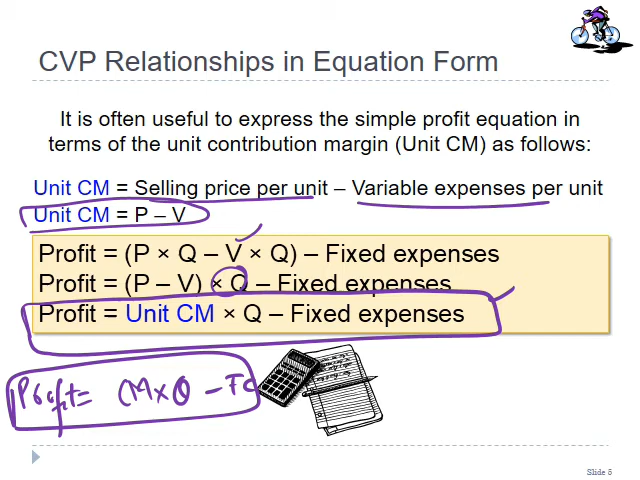 CVP Relationships in Equation Form
It is often useful to express the simple profit equation in
terms of the unit contribution margin (Unit CM) as follows:
Unit CM = Selling price per unit – Variable expenses per unit
Unit CM = P – V
Profit = (P × Q – V × Q) – Fixed expenses
Profit = (P – V) × Q – Fixed expenses
Profit = Unit CM × Q – Fixed expenses
Profit = CM × Q – FC
Slide 5